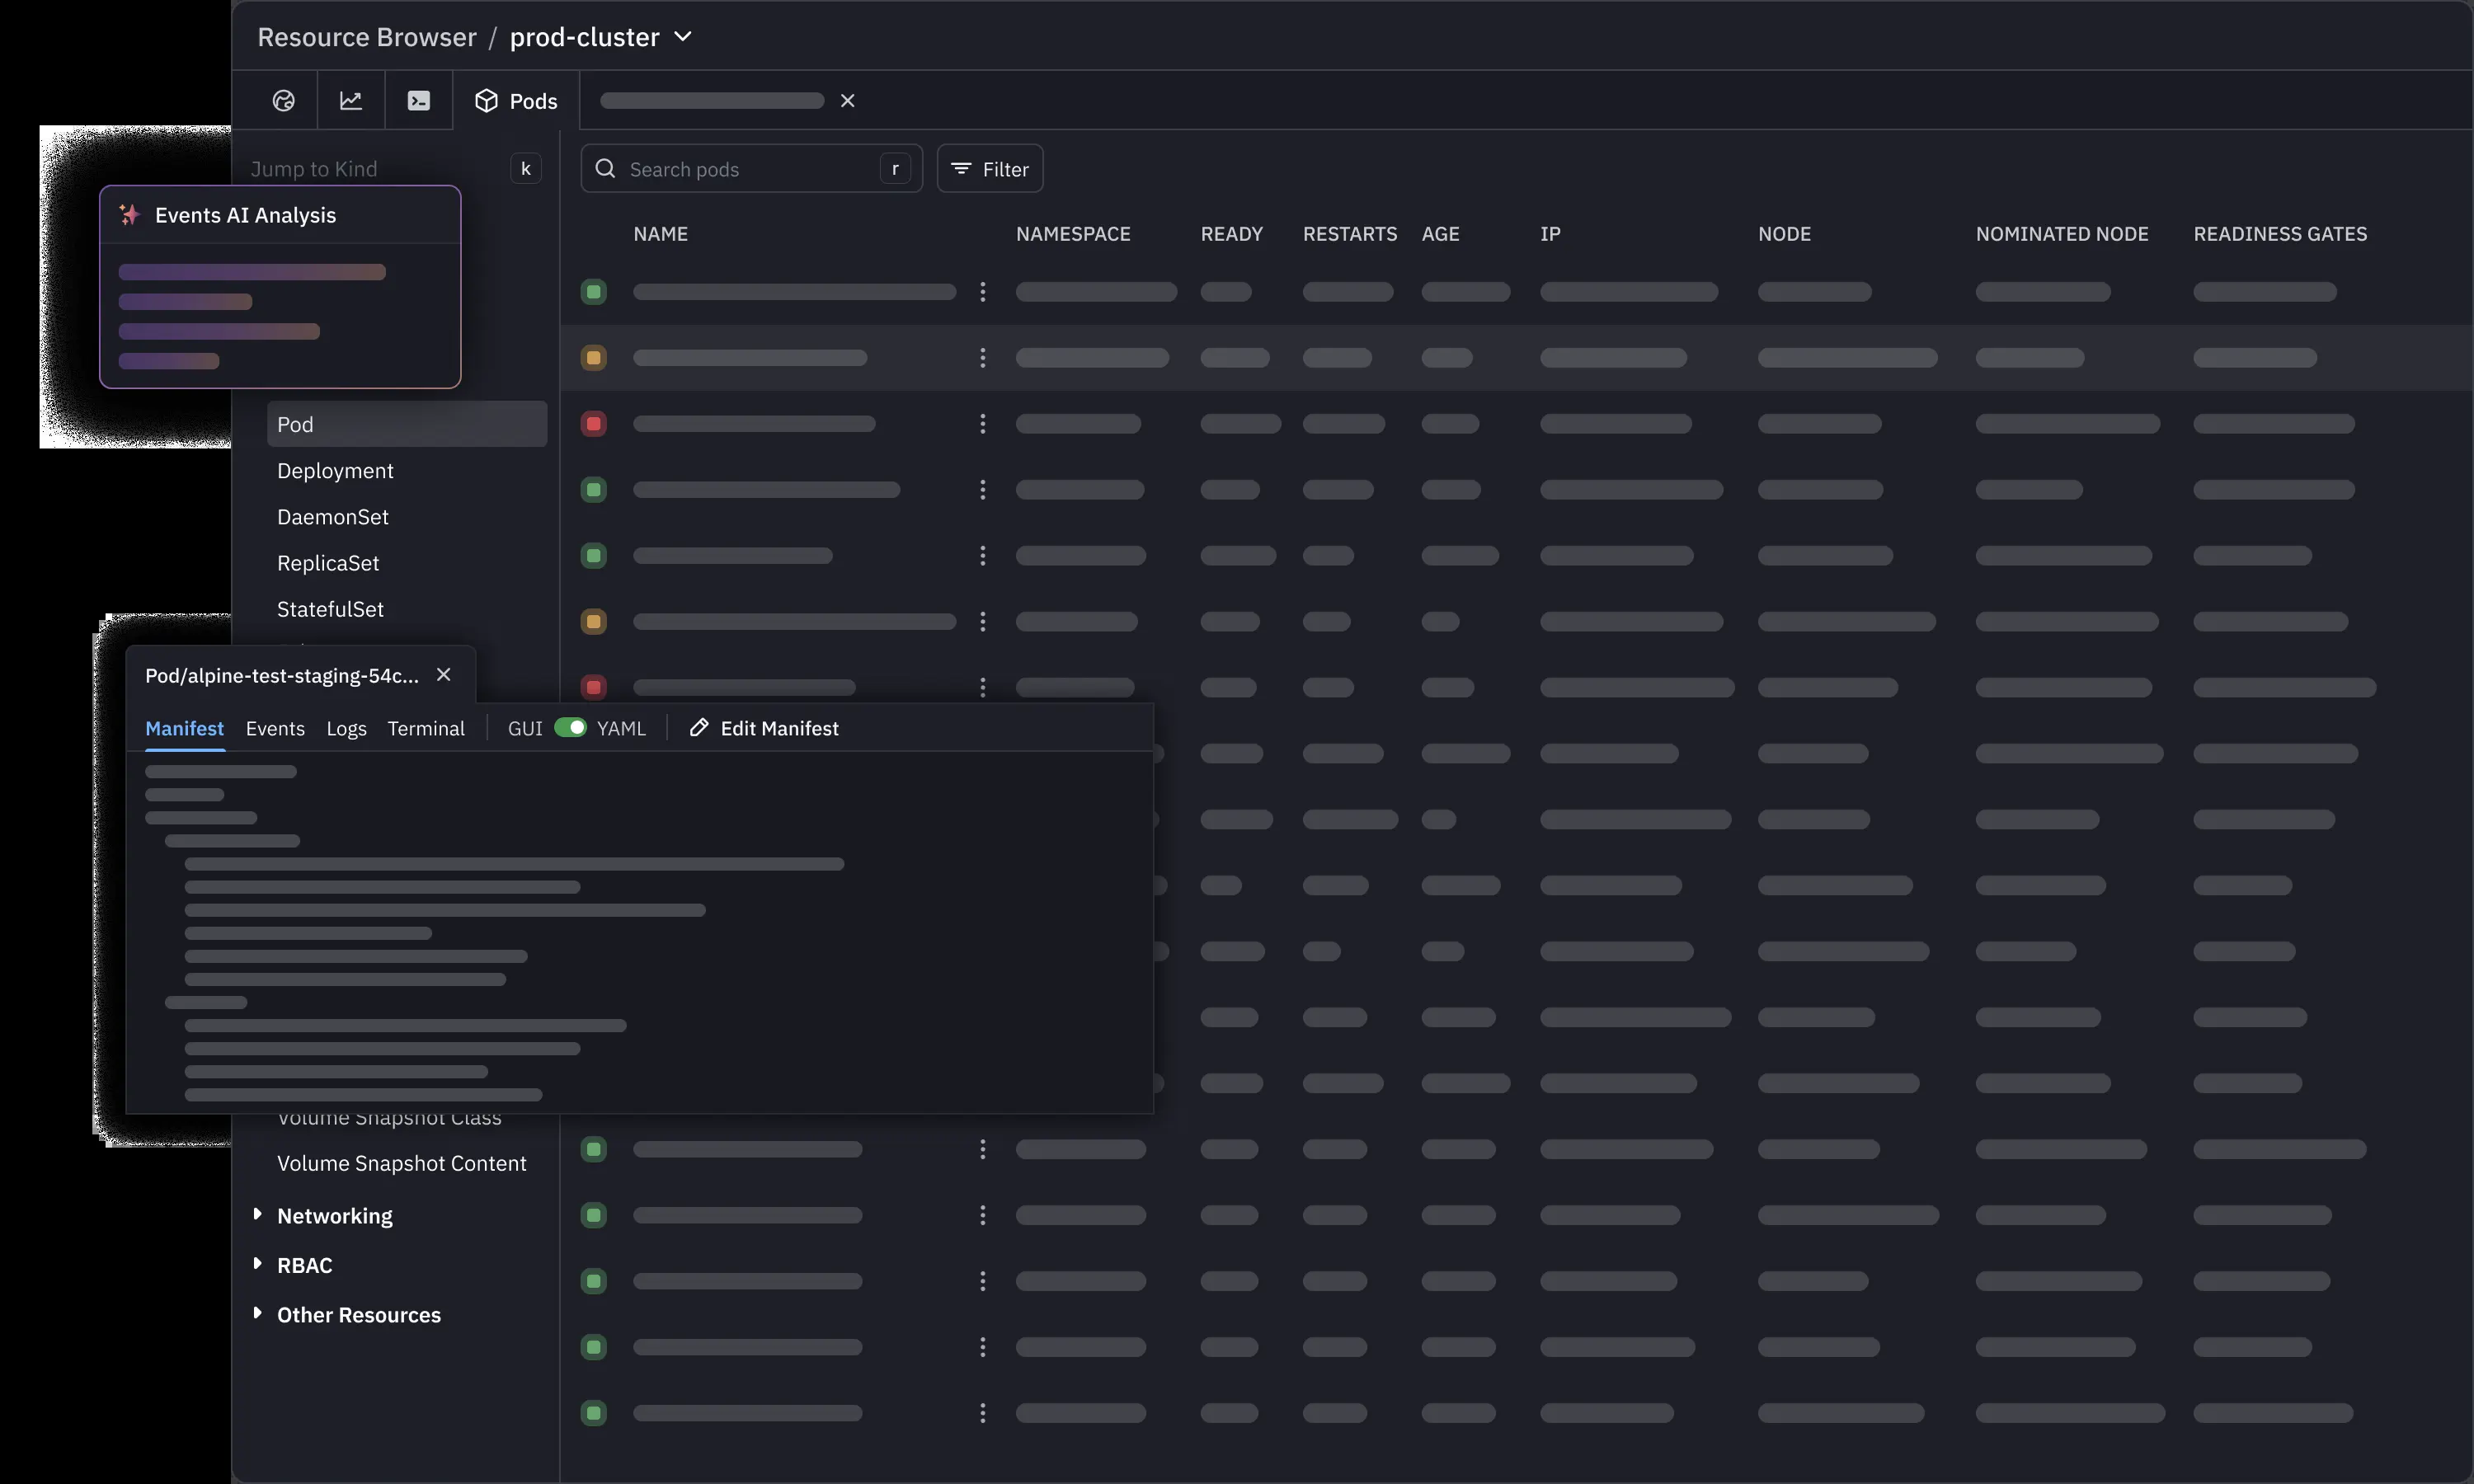 Resource Browser / prod-cluster
Pods
Jump to Kind k
Search pods r
Filter
Events AI Analysis
NAME NAMESPACE READY RESTARTS AGE IP NODE NOMINATED NODE READINESS GATES
Pod
Deployment
DaemonSet
ReplicaSet
StatefulSet
Pod/alpine-test-staging-54c...
Manifest Events Logs Terminal GUI YAML Edit Manifest
Volume Snapshot Class
Volume Snapshot Content
Networking
RBAC
Other Resources